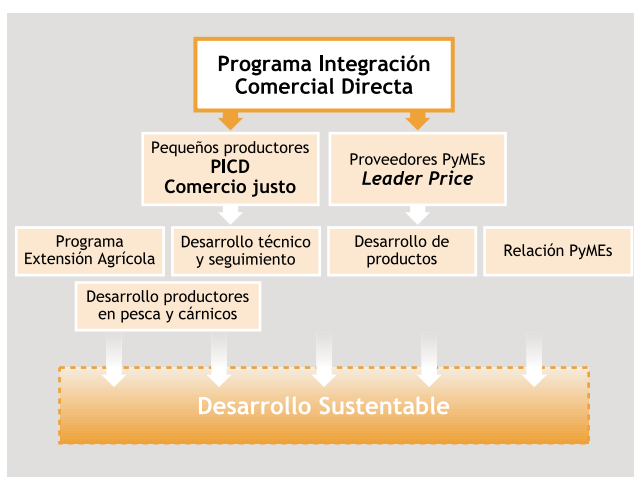 Programa Integración
Comercial Directa
Pequeños productores
PICD
Comercio justo
Proveedores PyMEs
Leader Price
Programa
Extensión Agrícola
Desarrollo técnico
y seguimiento
Desarrollo de
productos
Relación PyMEs
Desarrollo productores
en pesca y cárnicos
Desarrollo Sustentable